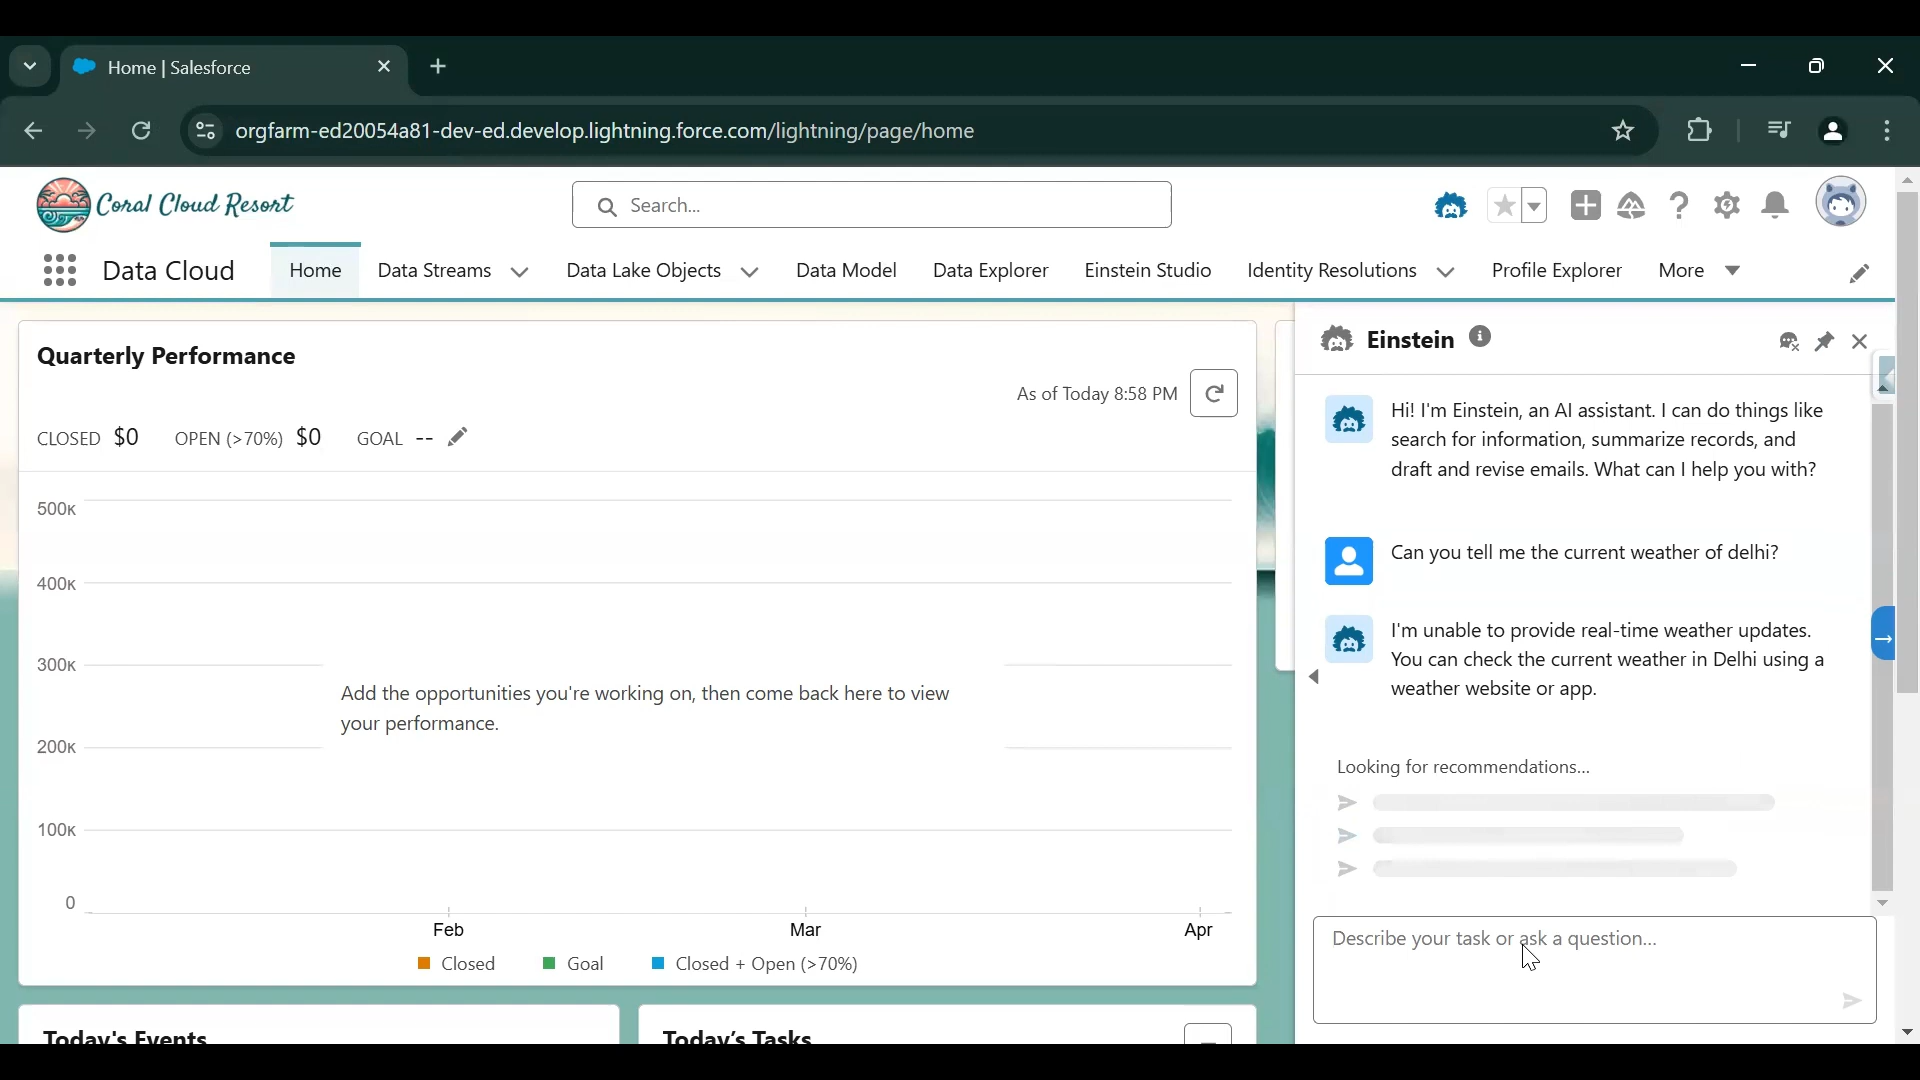 Home | Salesforce
orgfarm-ed20054a81-dev-ed.develop.lightning.force.com/lightning/page/home
Coral Cloud Resort
Search...
Data Cloud
Home
Data Streams
Data Lake Objects
Data Model
Data Explorer
Einstein Studio
Identity Resolutions
Profile Explorer
More
Quarterly Performance
As of Today 8:58 PM
CLOSED $0 OPEN (>70%) $0 GOAL --
500K
400K
300K
Add the opportunities you're working on, then come back here to view
your performance.
200K
100K
0
Feb
Mar
Apr
Closed
Goal
Closed + Open (>70%)
Today's Events
Today's Tasks
Einstein
Hi! I'm Einstein, an AI assistant. I can do things like
search for information, summarize records, and
draft and revise emails. What can I help you with?
Can you tell me the current weather of delhi?
I'm unable to provide real-time weather updates.
You can check the current weather in Delhi using a
weather website or app.
Looking for recommendations...
Describe your task or ask a question...